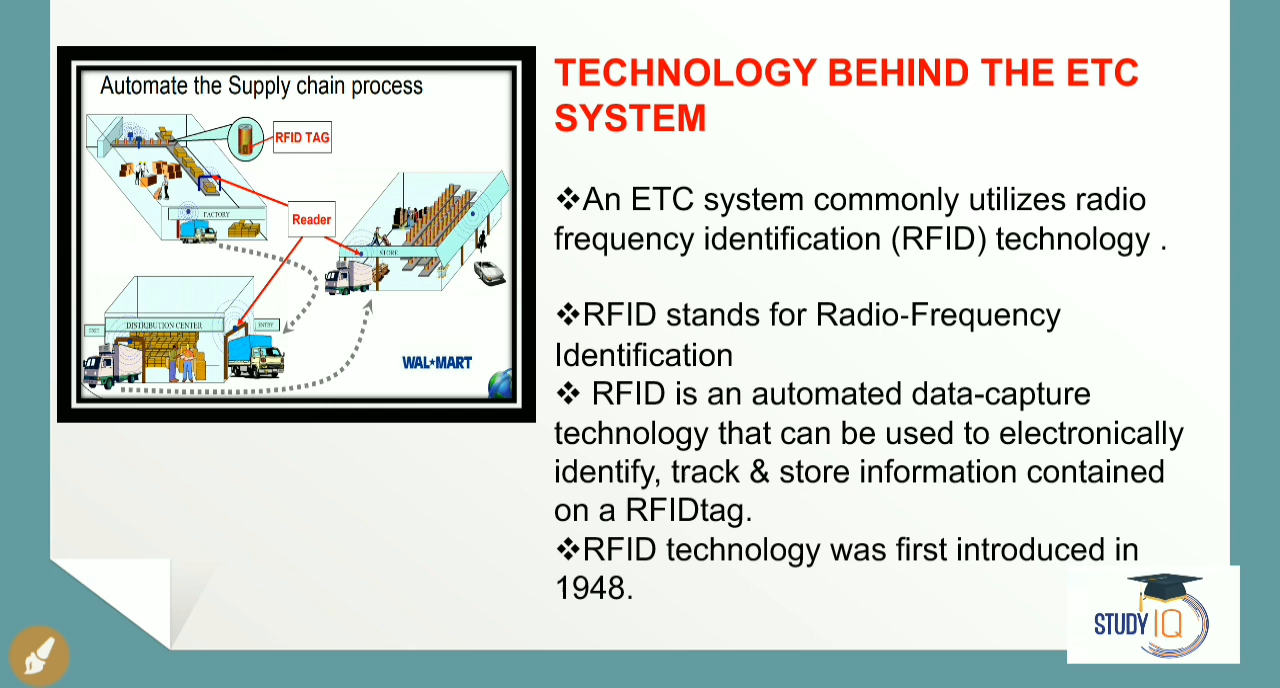 Automate the Supply chain process
RFID TAG
FACTORY
Reader
STORE
EXIT
DISTRIBUTION CENTER
ENTRY
WAL★MART
TECHNOLOGY BEHIND THE ETC
SYSTEM
❖An ETC system commonly utilizes radio
frequency identification (RFID) technology .
❖RFID stands for Radio-Frequency
Identification
❖ RFID is an automated data-capture
technology that can be used to electronically
identify, track & store information contained
on a RFIDtag.
❖RFID technology was first introduced in
1948.
STUDY IQ